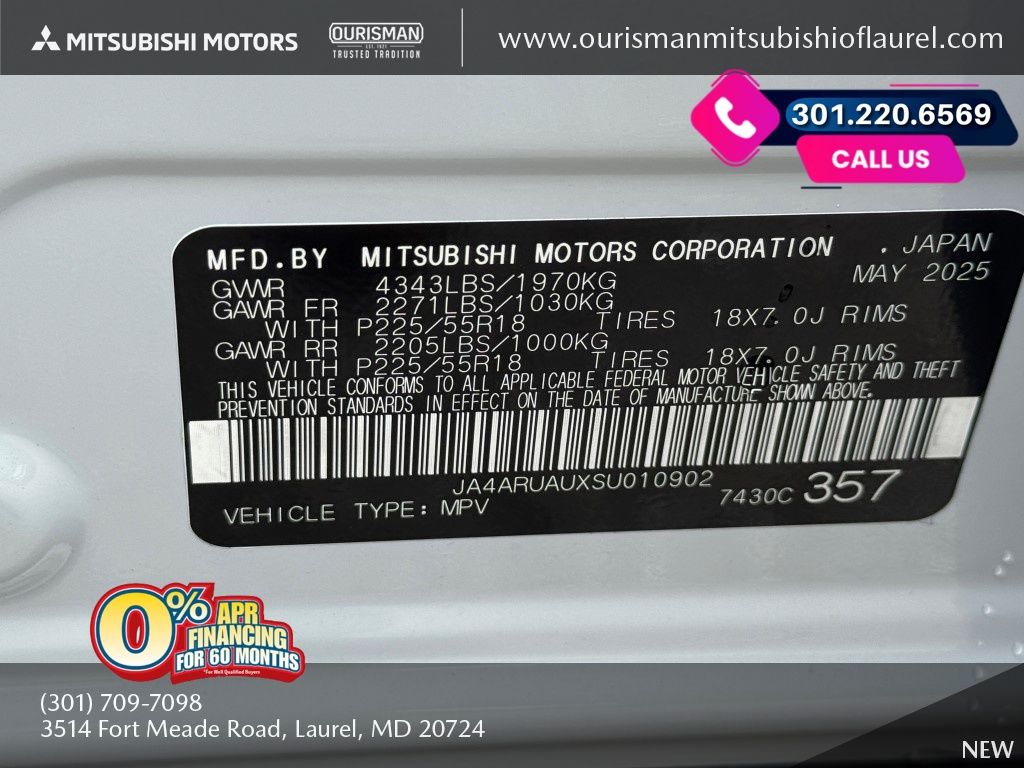 MITSUBISHI MOTORS
OURISMAN
EST. 1921
TRUSTED TRADITION
www.ourismanmitsubishioflaurel.com
301.220.6569
CALL US
MFD.BY MITSUBISHI MOTORS CORPORATION . JAPAN
GVWR 4343LBS/1970KG MAY 2025
GAWR FR 2271LBS/1030KG
WITH P225/55R18 TIRES 18X7.0J RIMS
GAWR RR 2205LBS/1000KG
WITH P225/55R18 TIRES 18X7.0J RIMS
THIS VEHICLE CONFORMS TO ALL APPLICABLE FEDERAL MOTOR VEHICLE SAFETY AND THEFT
PREVENTION STANDARDS IN EFFECT ON THE DATE OF MANUFACTURE SHOWN ABOVE.
JA4ARUAUXSU010902
VEHICLE TYPE: MPV 7430C 357
0% APR
FINANCING
FOR 60 MONTHS
*For Well Qualified Buyers
(301) 709-7098
3514 Fort Meade Road, Laurel, MD 20724
NEW